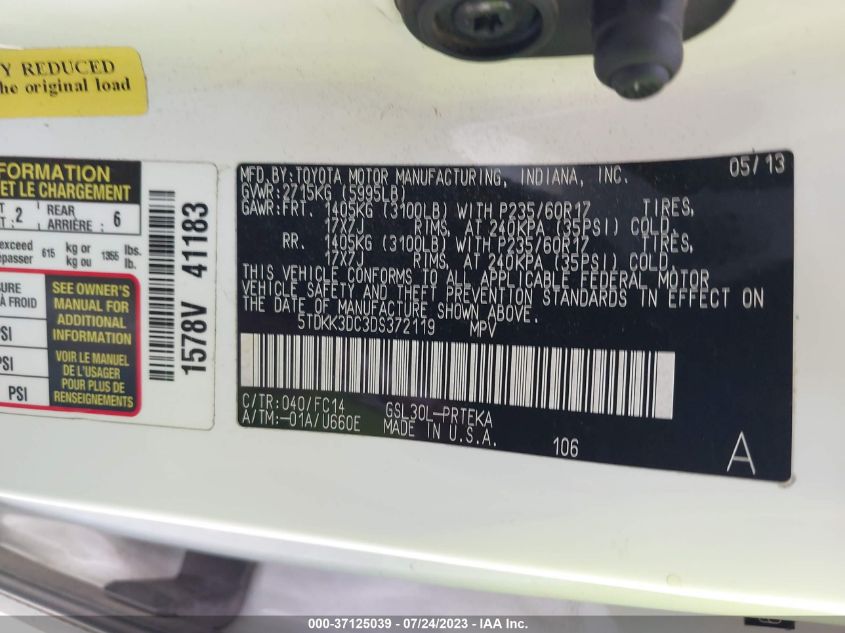 Y REDUCED
he original load
FORMATION
ET LE CHARGEMENT
T 2 REAR 6
T: ARRIÈRE :
exceed 615 kg or 1355 lbs.
épasser kg ou lb.
SURE
À FROID
SI
PSI
PSI
SEE OWNER'S
MANUAL FOR
ADDITIONAL
INFORMATION
VOIR LE MANUEL
DE L'USAGER
POUR PLUS DE
RENSEIGNEMENTS
1578V 41183
MFD. BY: TOYOTA MOTOR MANUFACTURING, INDIANA, INC. 05/13
GVWR: 2715KG (5995LB)
GAWR: FRT. 1405KG (3100LB) WITH P235/60R17 TIRES,
17X7J RIMS, AT 240KPA (35PSI) COLD,
RR. 1405KG (3100LB) WITH P235/60R17 TIRES,
17X7J RIMS, AT 240KPA (35PSI) COLD.
THIS VEHICLE CONFORMS TO ALL APPLICABLE FEDERAL MOTOR
VEHICLE SAFETY AND THEFT PREVENTION STANDARDS IN EFFECT ON
THE DATE OF MANUFACTURE SHOWN ABOVE.
5TDKK3DC3DS372119 MPV
C/TR: 040/FC14 GSL30L-PRTEKA
A/TM:-01A/U660E MADE IN U.S.A.
106
A
000-37125039 - 07/24/2023 - IAA Inc.